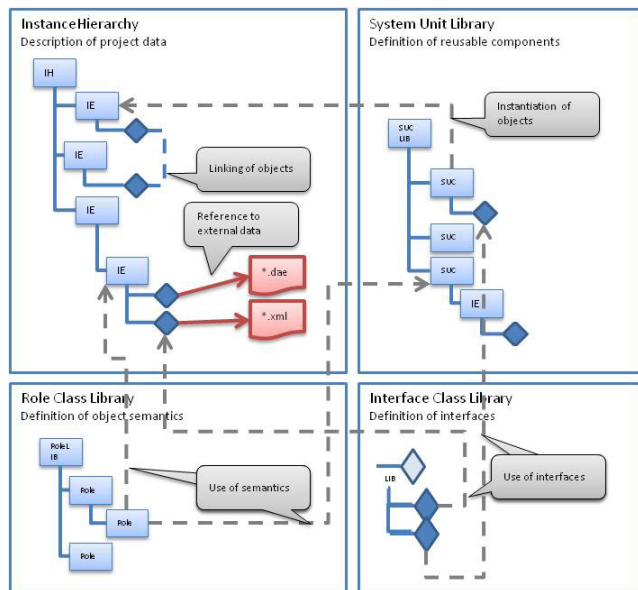 InstanceHierarchy
Description of project data
IH
IE
IE
Linking of objects
IE
Reference to
external data
IE
*.dae
*.xml
System Unit Library
Definition of reusable components
Instantiation of
objects
SUC
LIB
SUC
SUC
SUC
IE
Role Class Library
Definition of object semantics
RoleL
IB
Role
Role
Role
Use of semantics
Interface Class Library
Definition of interfaces
LIB
Use of interfaces